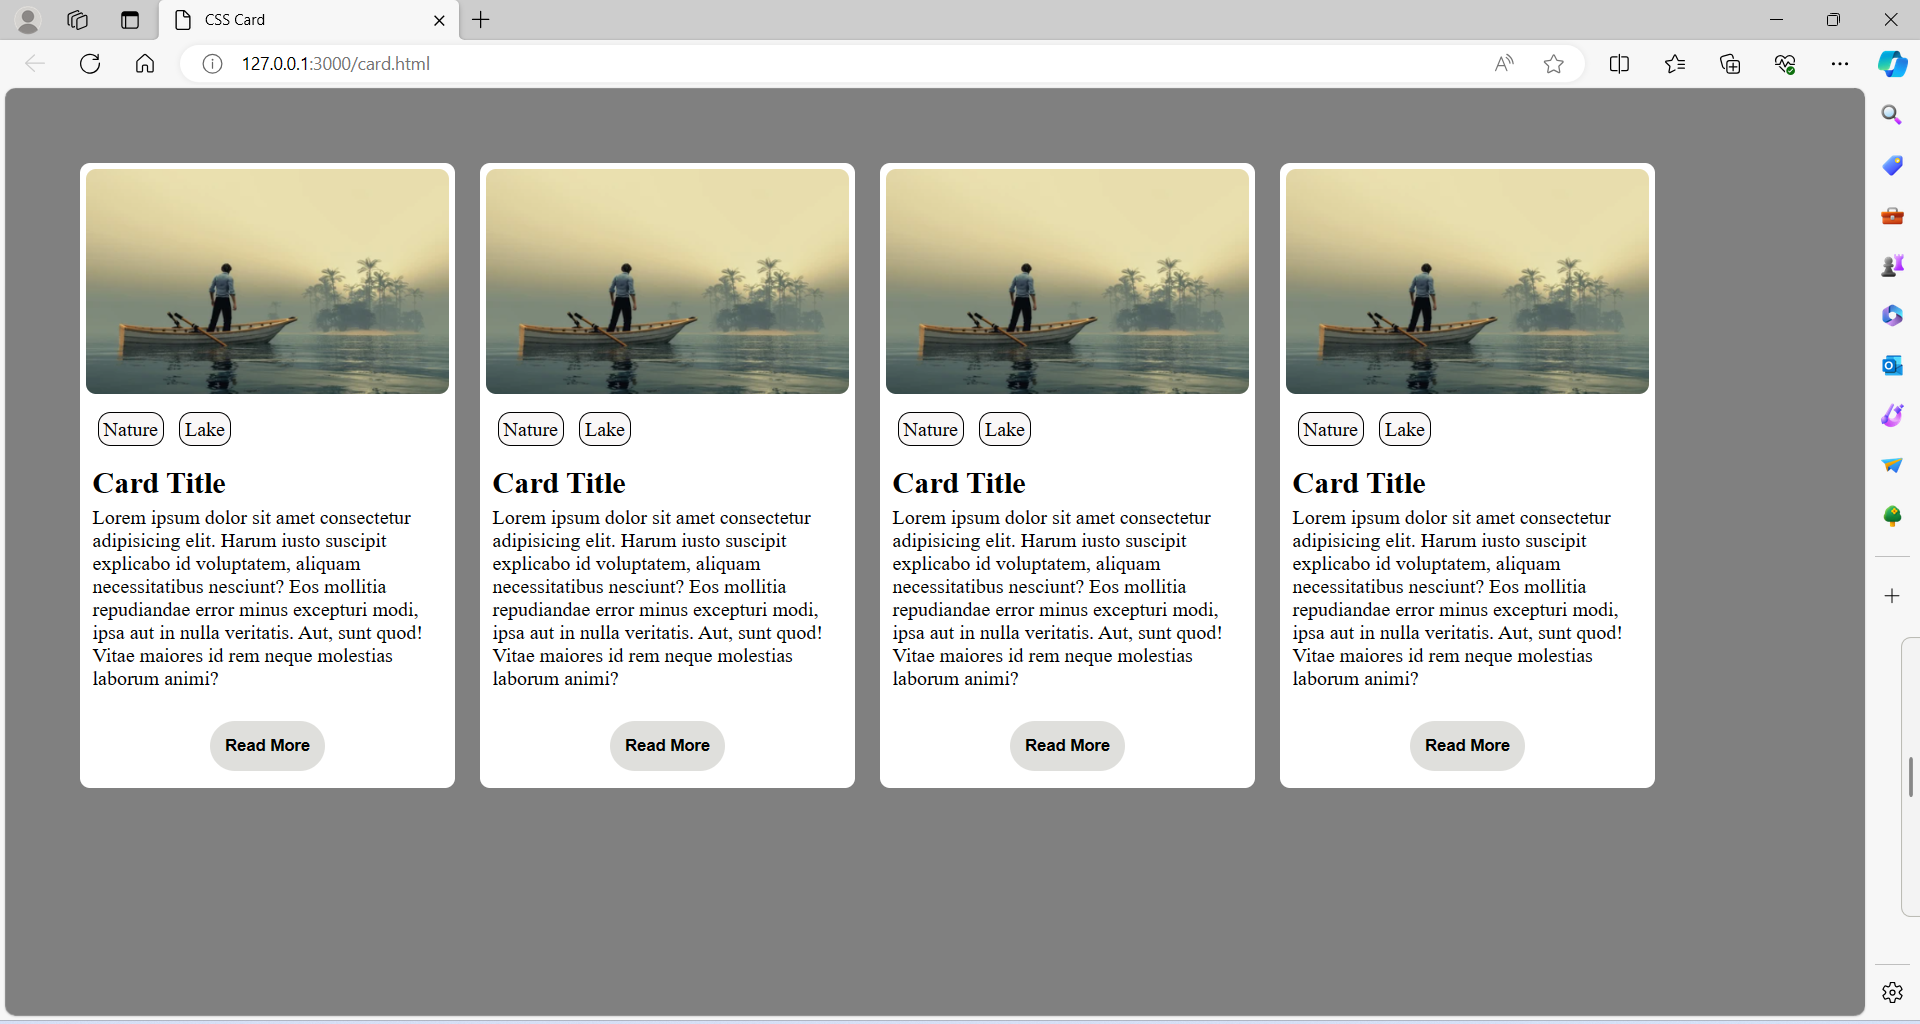 CSS Card
127.0.0.1:3000/card.html
Nature Lake
Card Title
Lorem ipsum dolor sit amet consectetur
adipisicing elit. Harum iusto suscipit
explicabo id voluptatem, aliquam
necessitatibus nesciunt? Eos mollitia
repudiandae error minus excepturi modi,
ipsa aut in nulla veritatis. Aut, sunt quod!
Vitae maiores id rem neque molestias
laborum animi?
Read More
Nature Lake
Card Title
Lorem ipsum dolor sit amet consectetur
adipisicing elit. Harum iusto suscipit
explicabo id voluptatem, aliquam
necessitatibus nesciunt? Eos mollitia
repudiandae error minus excepturi modi,
ipsa aut in nulla veritatis. Aut, sunt quod!
Vitae maiores id rem neque molestias
laborum animi?
Read More
Nature Lake
Card Title
Lorem ipsum dolor sit amet consectetur
adipisicing elit. Harum iusto suscipit
explicabo id voluptatem, aliquam
necessitatibus nesciunt? Eos mollitia
repudiandae error minus excepturi modi,
ipsa aut in nulla veritatis. Aut, sunt quod!
Vitae maiores id rem neque molestias
laborum animi?
Read More
Nature Lake
Card Title
Lorem ipsum dolor sit amet consectetur
adipisicing elit. Harum iusto suscipit
explicabo id voluptatem, aliquam
necessitatibus nesciunt? Eos mollitia
repudiandae error minus excepturi modi,
ipsa aut in nulla veritatis. Aut, sunt quod!
Vitae maiores id rem neque molestias
laborum animi?
Read More